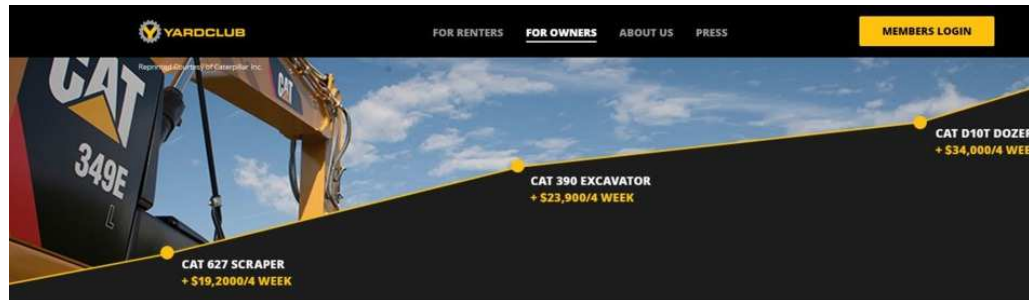 YARDCLUB
FOR RENTERS
FOR OWNERS
ABOUT US
PRESS
MEMBERS LOGIN
Reprinted Courtesy of Caterpillar Inc.
CAT
CAT
349E
L
CAT D10T DOZER
+ $34,000/4 WEE
CAT 390 EXCAVATOR
+ $23,900/4 WEEK
CAT 627 SCRAPER
+ $19,2000/4 WEEK